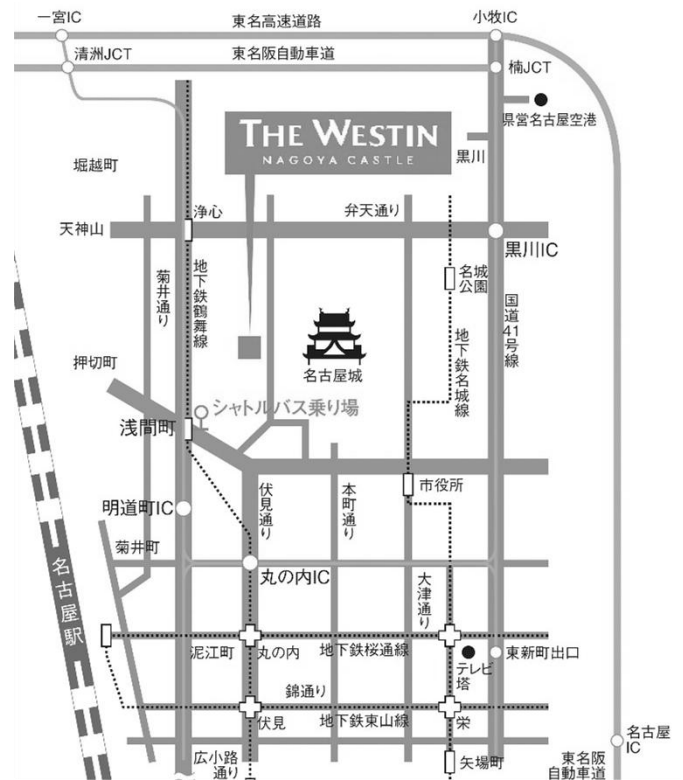 一宮IC
東名高速道路
小牧IC
清洲JCT
東名阪自動車道
楠JCT
県営名古屋空港
THE WESTIN
NAGOYA CASTLE
黒川
堀越町
浄心
弁天通り
天神山
黒川IC
菊井通り
地下鉄鶴舞線
名城
公園
国道41号線
地下鉄名城線
名古屋城
押切町
シャトルバス乗り場
浅間町
市役所
伏見通り
本町通り
明道町IC
菊井町
丸の内IC
大津通り
名古屋駅
泥江町
丸の内
地下鉄桜通線
テレビ
塔
東新町出口
錦通り
伏見
地下鉄東山線
栄
名古屋
IC
広小路
通り
矢場町
東名阪
自動車道